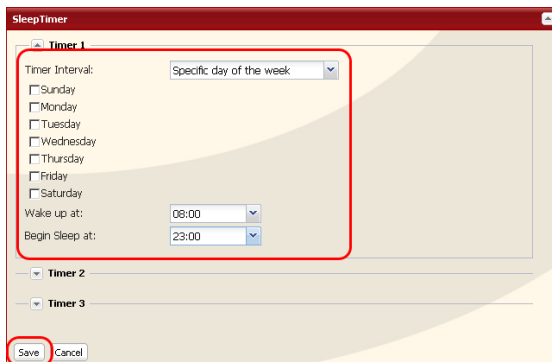 SleepTimer
Timer 1
Timer Interval: Specific day of the week
Sunday
Monday
Tuesday
Wednesday
Thursday
Friday
Saturday
Wake up at: 08:00
Begin Sleep at: 23:00
Timer 2
Timer 3
Save Cancel